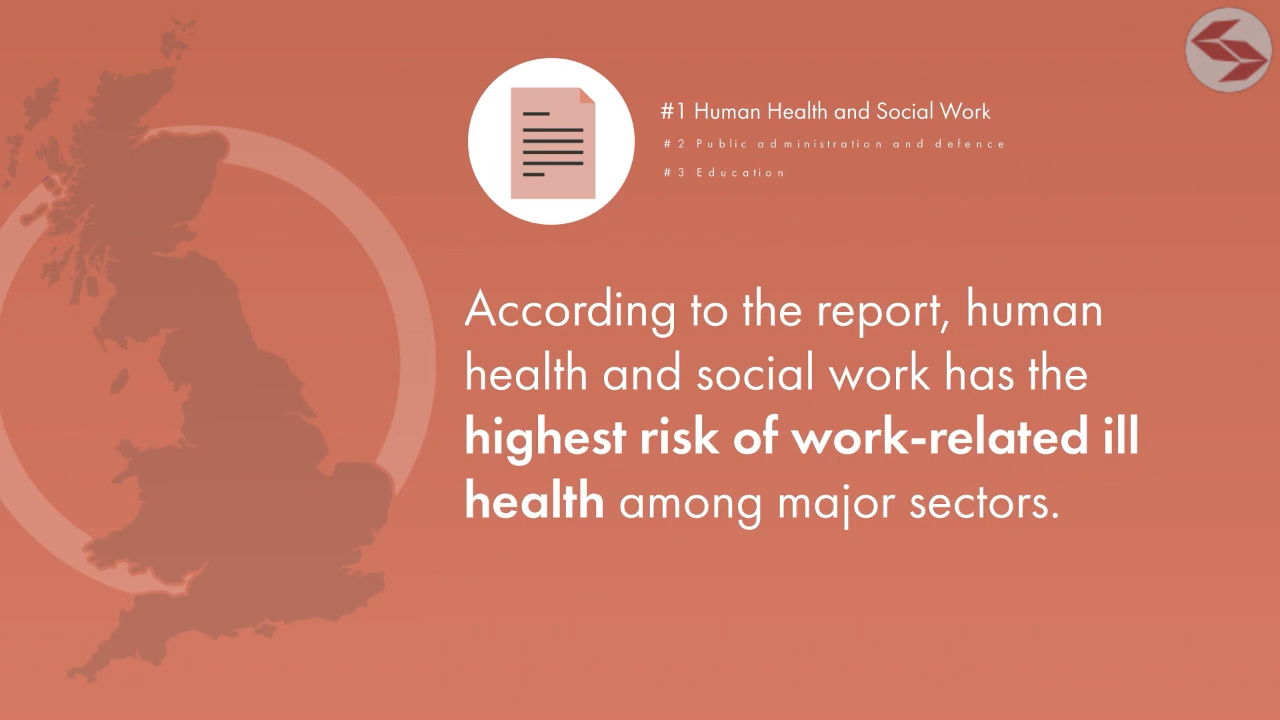 #1 Human Health and Social Work
#2 Public administration and defence
#3 Education
According to the report, human
health and social work has the
highest risk of work-related ill
health among major sectors.